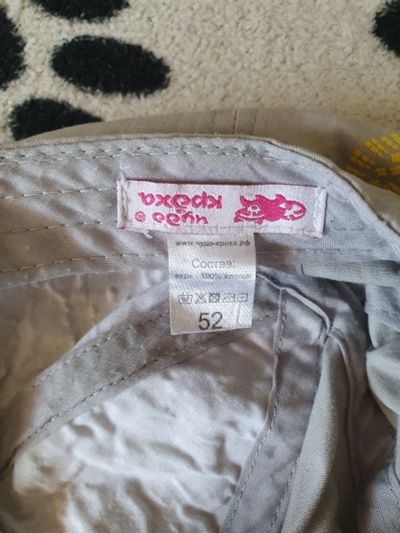 чудо
кроха
www.чудо-кроха.рф
Состав:
верх - 100% хлопок
52